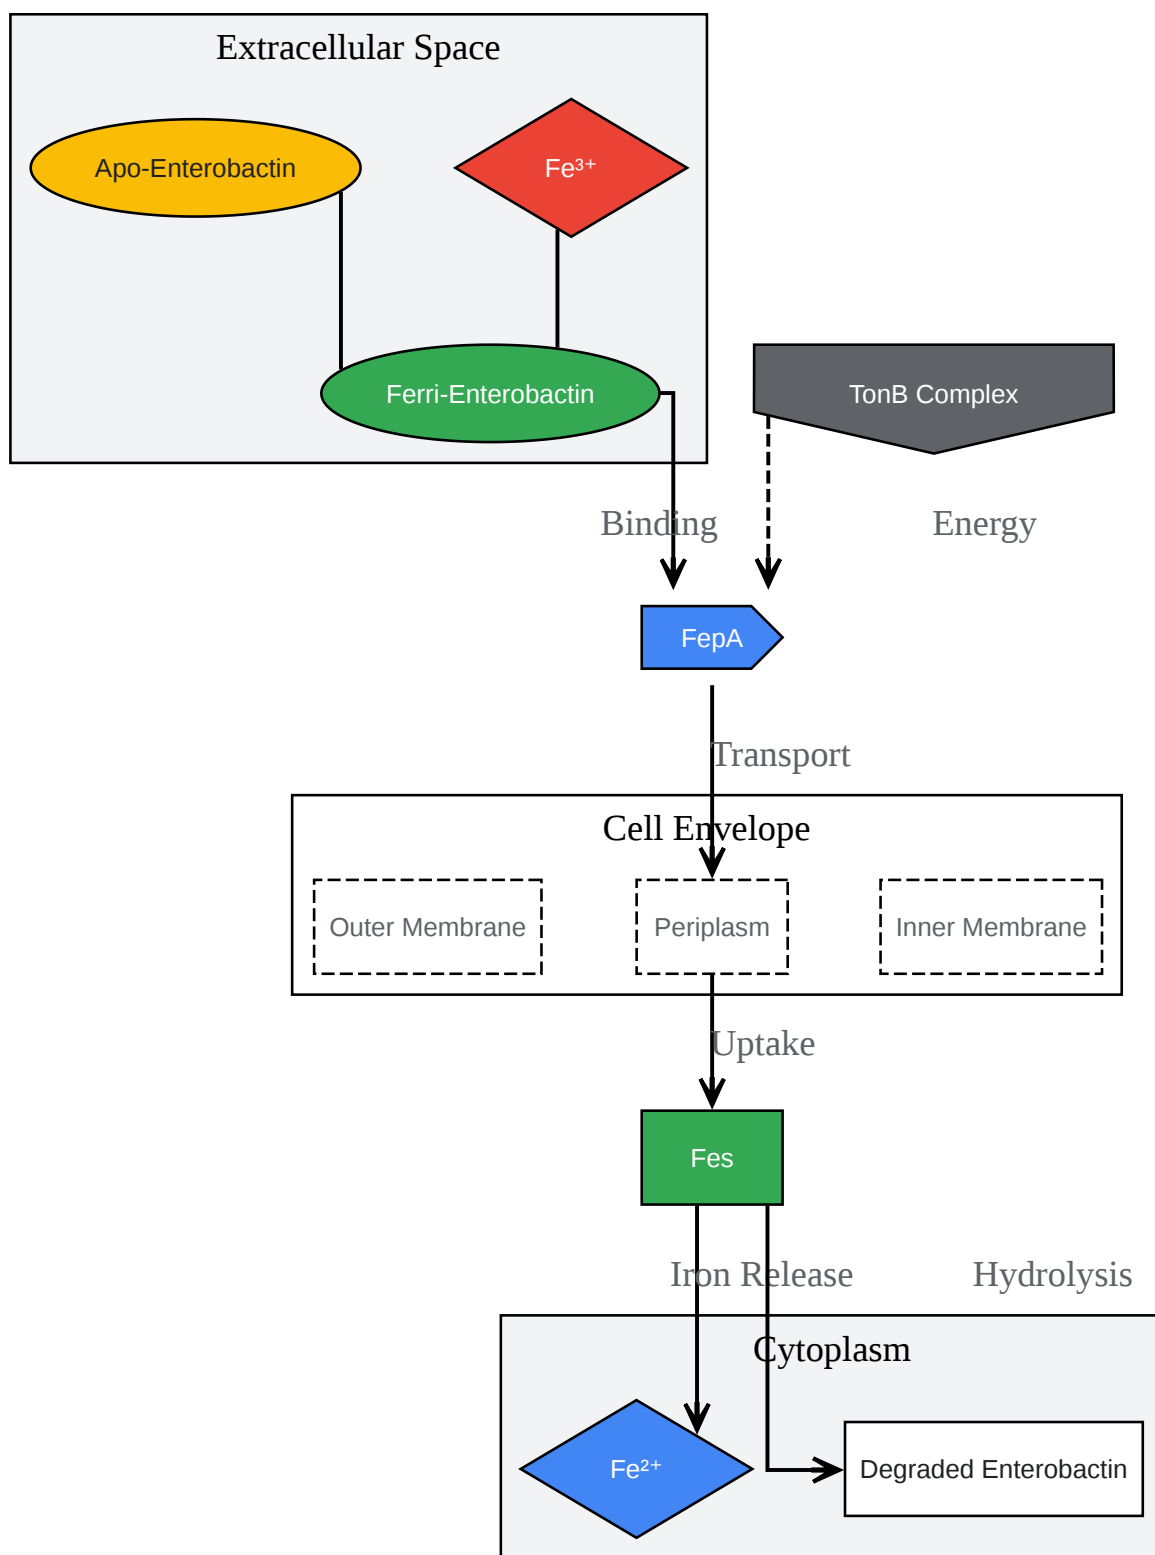 Extracellular Space
Apo-Enterobactin
Fe³⁺
Ferri-Enterobactin
TonB Complex
Binding
Energy
FepA
Transport
Cell Envelope
Outer Membrane
Periplasm
Inner Membrane
Uptake
Fes
Iron Release
Hydrolysis
Cytoplasm
Fe²⁺
Degraded Enterobactin